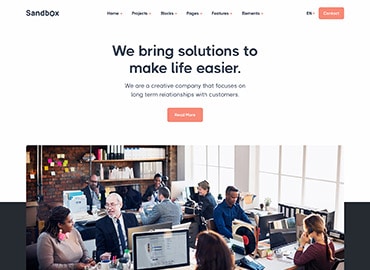 Sandbox
Home Projects Blocks Pages Features Elements
EN
Contact
We bring solutions to
make life easier.
We are a creative company that focuses on
long term relationships with customers.
Read More